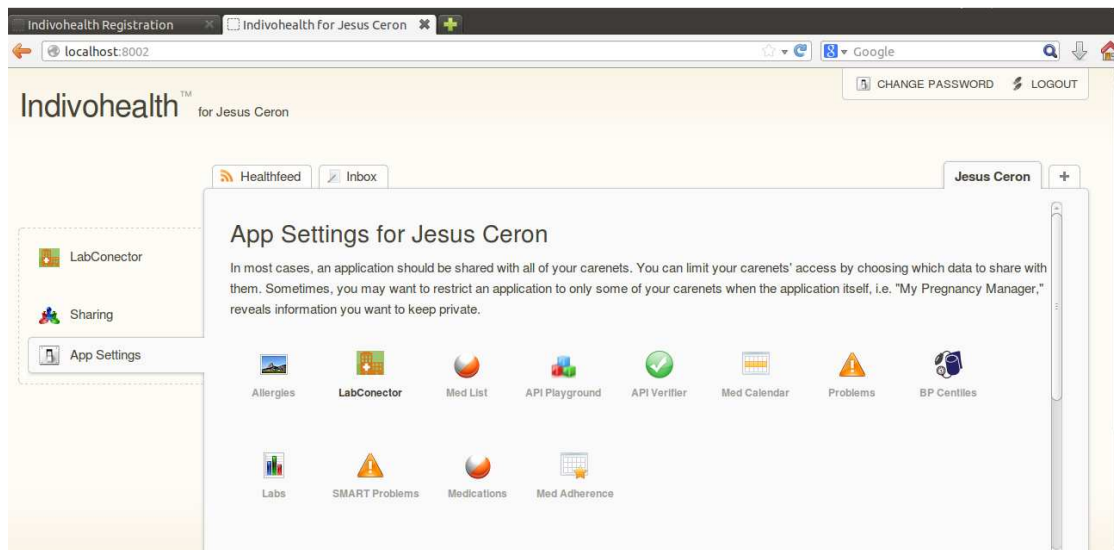 Indivohealth Registration
Indivohealth for Jesus Ceron
localhost:8002
Google
CHANGE PASSWORD
LOGOUT
Indivohealth™ for Jesus Ceron
Healthfeed
Inbox
Jesus Ceron
+
LabConector
Sharing
App Settings
App Settings for Jesus Ceron
In most cases, an application should be shared with all of your carenets. You can limit your carenets' access by choosing which data to share with
them. Sometimes, you may want to restrict an application to only some of your carenets when the application itself, i.e. "My Pregnancy Manager,"
reveals information you want to keep private.
Allergies
LabConector
Med List
API Playground
API Verifier
Med Calendar
Problems
BP Centiles
Labs
SMART Problems
Medications
Med Adherence